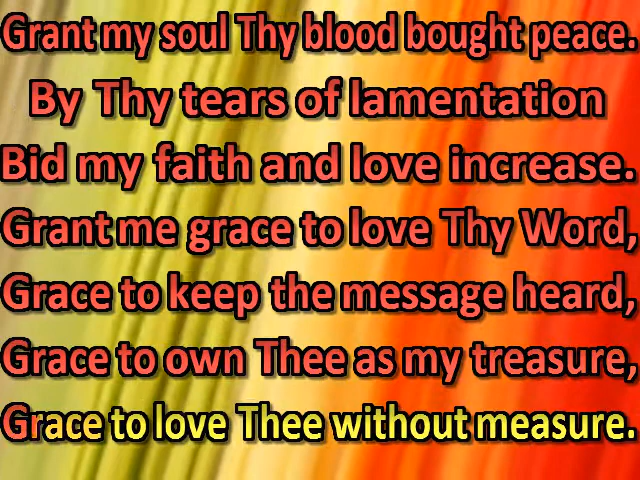 Grant my soul Thy blood bought peace.
By Thy tears of lamentation
Bid my faith and love increase.
Grant me grace to love Thy Word,
Grace to keep the message heard,
Grace to own Thee as my treasure,
Grace to love Thee without measure.